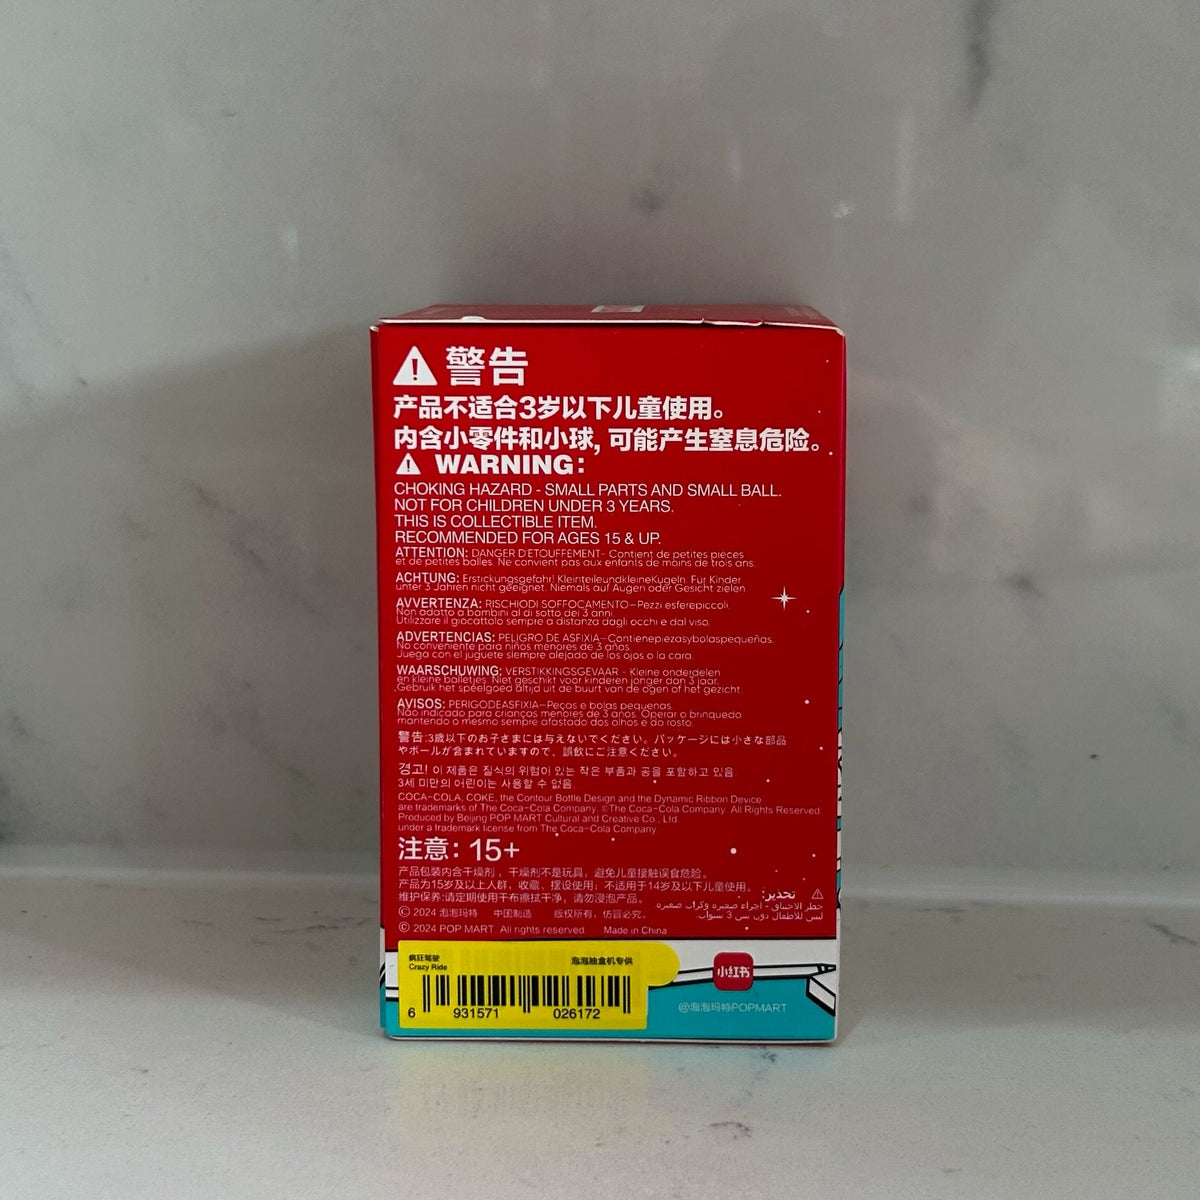 警告
产品不适合3岁以下儿童使用。
内含小零件和小球, 可能产生窒息危险。
WARNING:
CHOKING HAZARD - SMALL PARTS AND SMALL BALL.
NOT FOR CHILDREN UNDER 3 YEARS.
THIS IS COLLECTIBLE ITEM.
RECOMMENDED FOR AGES 15 & UP.
ATTENTION: DANGER D'ETOUFFEMENT- Contient de petites pièces
et de petites balles. Ne convient pas aux enfants de moins de trois ans.
ACHTUNG: Erstickungsgefahr! KleinteileundkleineKugeln. Fur Kinder
unter 3 Jahren nicht geeignet. Niemals auf Augen oder Gesicht zielen.
AVVERTENZA: RISCHIODI SOFFOCAMENTO-Pezzi esferepiccoli.
Non adatto a bambini al di sotto dei 3 anni.
Utilizzare il giocattolo sempre a distanza dagli occhi e dal viso.
ADVERTENCIAS: PELIGRO DE ASFIXIA-Contienepiezasybolaspequeñas.
No conveniente para niños menores de 3 años.
Juega con el juguete siempre alejado de los ojos o la cara.
WAARSCHUWING: VERSTIKKINGSGEVAAR - Kleine onderdelen
en kleine balletjes. Niet geschikt voor kinderen jonger dan 3 jaar.
Gebruik het speelgoed altijd uit de buurt van de ogen of het gezicht.
AVISOS: PERIGODEASFIXIA-Peças e bolas pequenas.
Não indicado para crianças menores de 3 anos. Operar o brinquedo
mantendo o mesmo sempre afastado dos olhos e do rosto.
警告:3歳以下のお子さまには与えないでください。パッケージには小さな部品
やボールが含まれていますので、誤飲にご注意ください。
경고! 이 제품은 질식의 위험이 있는 작은 부품과 공을 포함하고 있음
3세 미만의 어린이는 사용할 수 없음.
COCA-COLA, COKE, the Contour Bottle Design and the Dynamic Ribbon Device
are trademarks of The Coca-Cola Company. ©The Coca-Cola Company. All Rights Reserved
Produced by Beijing POP MART Cultural and Creative Co., Ltd.
under a trademark license from The Coca-Cola Company.
注意: 15+
产品包装内含干燥剂，干燥剂不是玩具，避免儿童接触误食危险。
产品为15岁及以上人群，收藏、摆设使用；不适用于14岁及以下儿童使用。
维护保养:请定期使用干布擦拭干净，请勿浸泡产品。
تحذير:
خطر الاختناق - أجزاء صغيرة وكرات صغيرة
ليس للأطفال دون سن 3 سنوات.
© 2024 泡泡玛特 中国制造 版权所有，仿冒必究。
© 2024 POP MART. All rights reserved Made in China
疯狂驾驶
Crazy Ride
泡泡抽盒机专供
6 931571 026172
小红书
@泡泡玛特POPMART